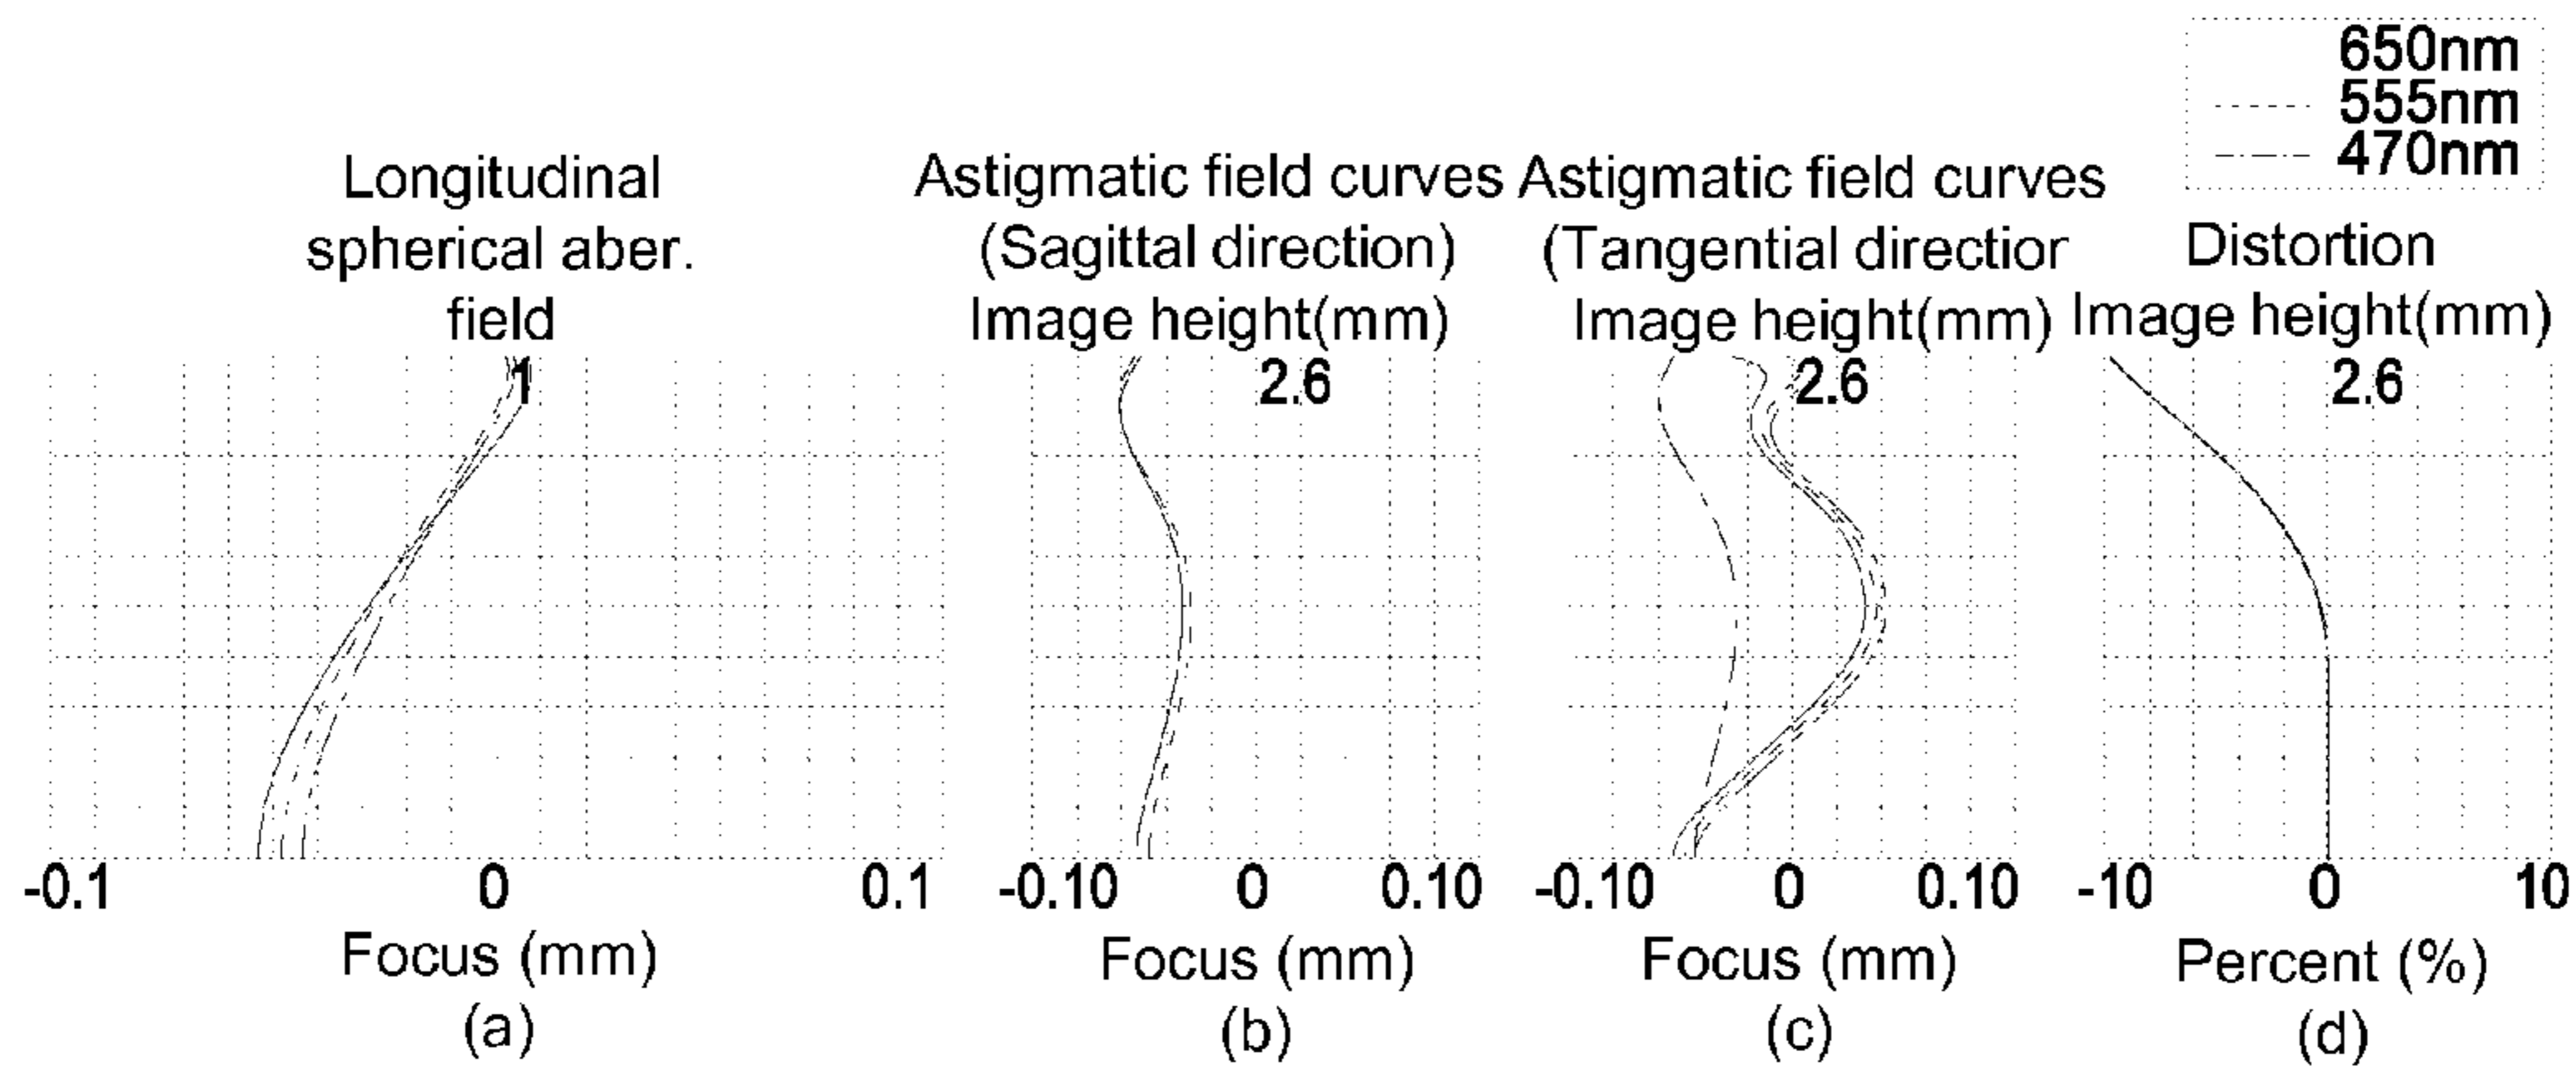 650nm
555nm
470nm
Longitudinal
spherical aber.
field
1
-0.1 0 0.1
Focus (mm)
(a)
Astigmatic field curves
(Sagittal direction)
Image height(mm)
2.6
-0.10 0 0.10
Focus (mm)
(b)
Astigmatic field curves
(Tangential direction
Image height(mm)
2.6
-0.10 0 0.10
Focus (mm)
(c)
Distortion
Image height(mm)
2.6
-10 0 10
Percent (%)
(d)